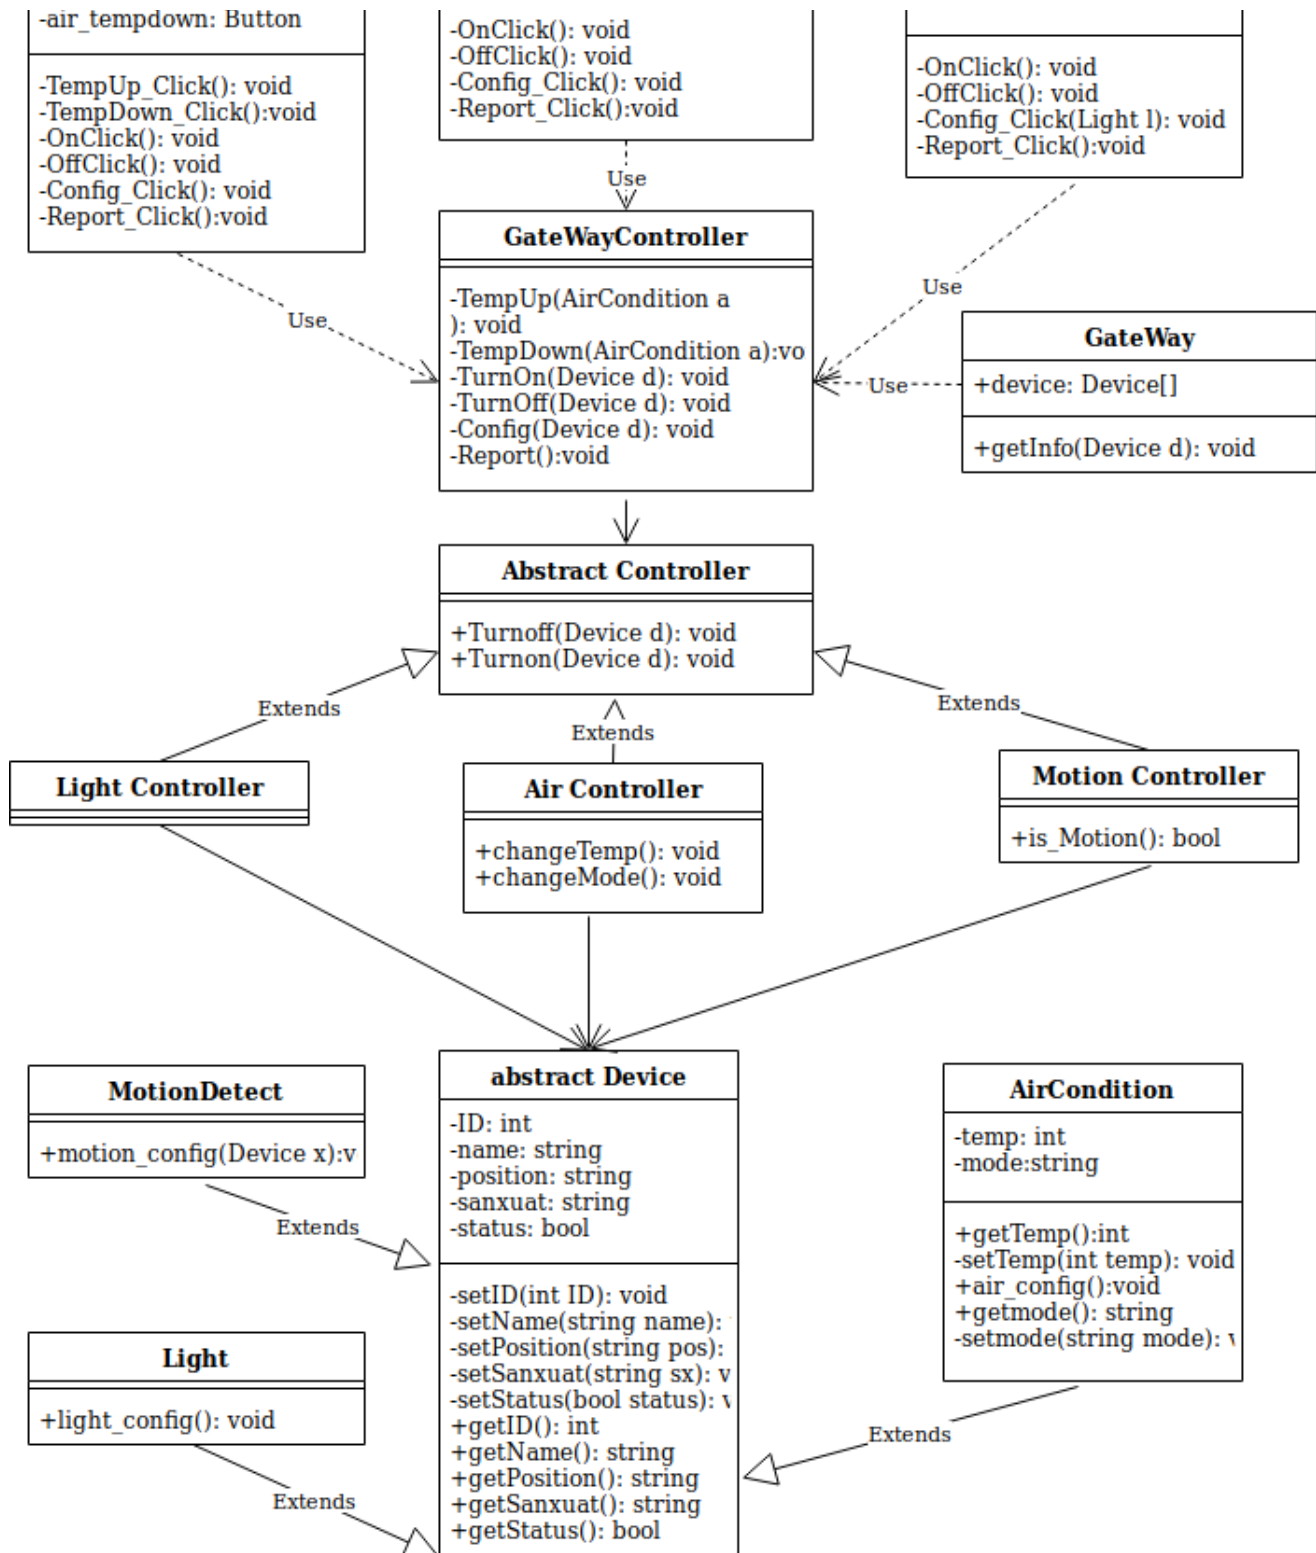 -air_tempdown: Button
-TempUp_Click(): void
-TempDown_Click():void
-OnClick(): void
-OffClick(): void
-Config_Click(): void
-Report_Click():void
-OnClick(): void
-OffClick(): void
-Config_Click(): void
-Report_Click():void
-OnClick(): void
-OffClick(): void
-Config_Click(Light l): void
-Report_Click():void
Use
Use
Use
Use
GateWayController
-TempUp(AirCondition a
): void
-TempDown(AirCondition a):vo
-TurnOn(Device d): void
-TurnOff(Device d): void
-Config(Device d): void
-Report():void
GateWay
+device: Device[]
+getInfo(Device d): void
Abstract Controller
+Turnoff(Device d): void
+Turnon(Device d): void
Extends
Extends
Extends
Light Controller
Air Controller
+changeTemp(): void
+changeMode(): void
Motion Controller
+is_Motion(): bool
MotionDetect
+motion_config(Device x):v
Extends
Light
+light_config(): void
Extends
abstract Device
-ID: int
-name: string
-position: string
-sanxuat: string
-status: bool
-setID(int ID): void
-setName(string name):
-setPosition(string pos):
-setSanxuat(string sx): v
-setStatus(bool status): v
+getID(): int
+getName(): string
+getPosition(): string
+getSanxuat(): string
+getStatus(): bool
AirCondition
-temp: int
-mode:string
+getTemp():int
-setTemp(int temp): void
+air_config():void
+getmode(): string
-setmode(string mode): v
Extends